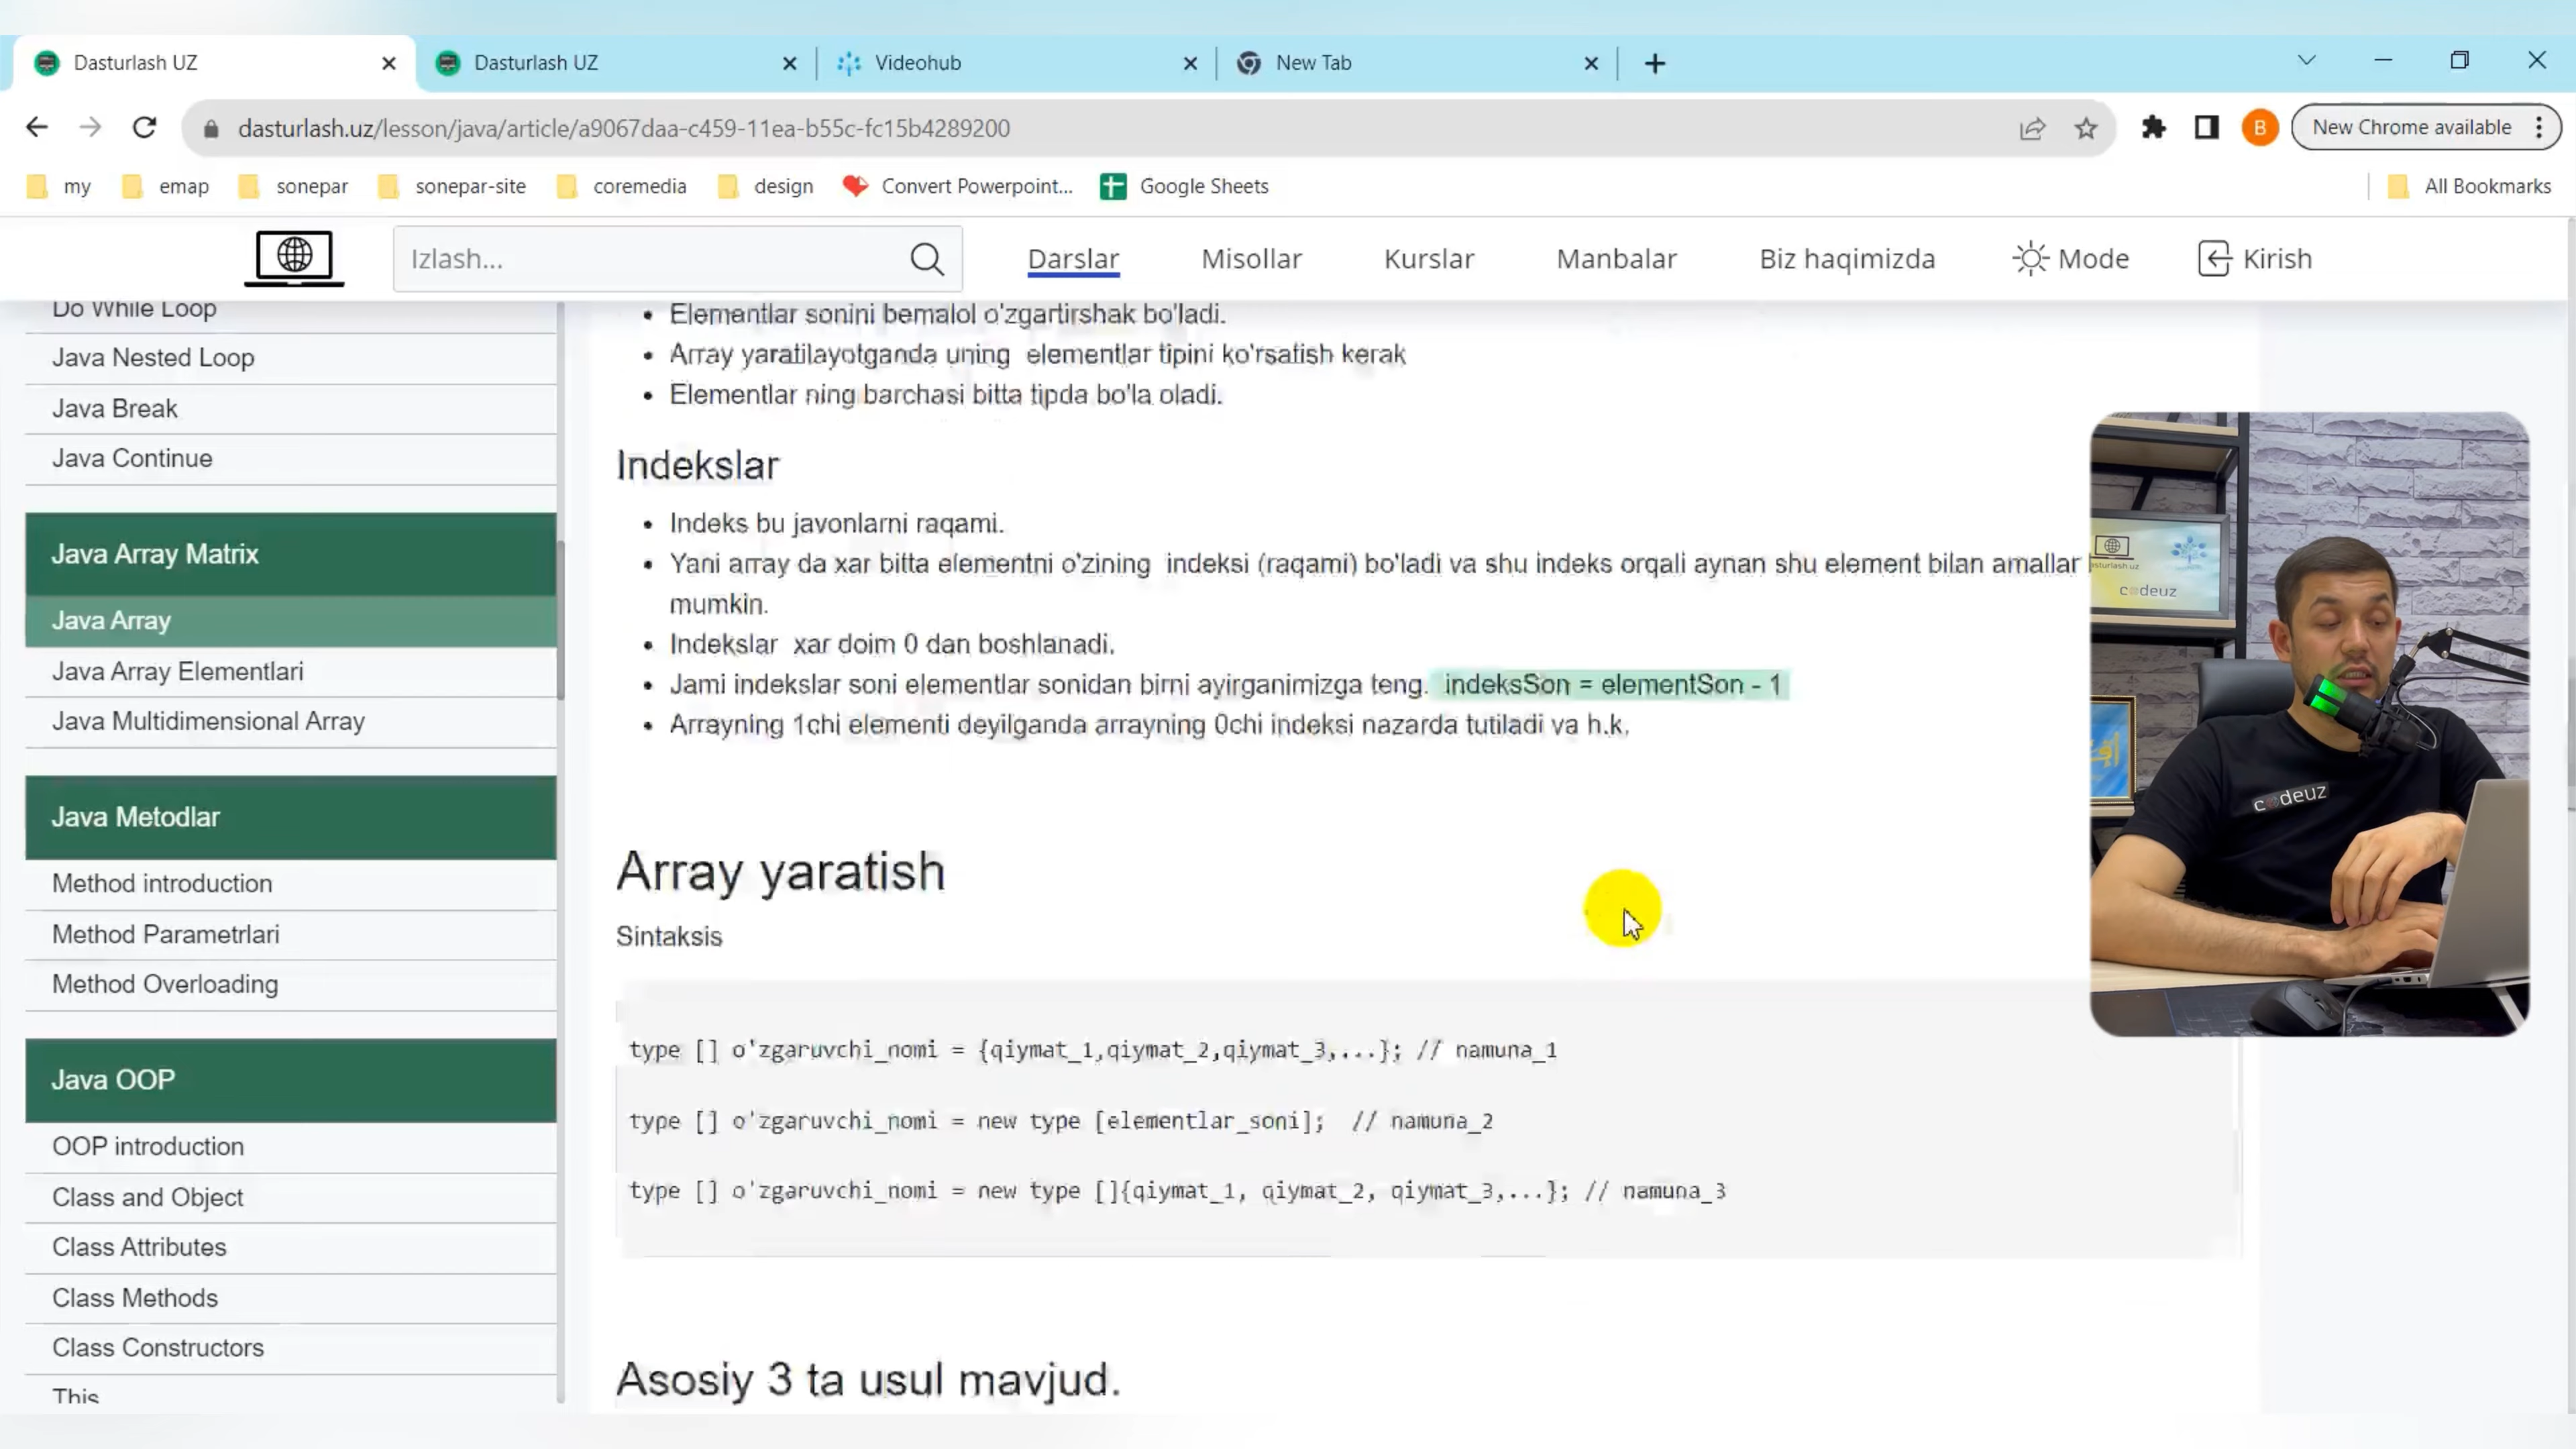 Dasturlash UZ
Dasturlash UZ
Videohub
New Tab
dasturlash.uz/lesson/java/article/a9067daa-c459-11ea-b55c-fc15b4289200
B
New Chrome available
my
emap
sonepar
sonepar-site
coremedia
design
Convert Powerpoint...
Google Sheets
All Bookmarks
Izlash...
Darslar
Misollar
Kurslar
Manbalar
Biz haqimizda
Mode
Kirish
Do While Loop
Java Nested Loop
Java Break
Java Continue
Java Array Matrix
Java Array
Java Array Elementlari
Java Multidimensional Array
Java Metodlar
Method introduction
Method Parametrlari
Method Overloading
Java OOP
OOP introduction
Class and Object
Class Attributes
Class Methods
Class Constructors
This
• Elementlar sonini bemalol o'zgartirshak bo'ladi.
• Array yaratilayotganda uning elementlar tipini ko'rsatish kerak
• Elementlar ning barchasi bitta tipda bo'la oladi.
Indekslar
• Indeks bu javonlarni raqami.
• Yani array da xar bitta elementni o'zining indeksi (raqami) bo'ladi va shu indeks orqali aynan shu element bilan amallar
mumkin.
• Indekslar xar doim 0 dan boshlanadi.
• Jami indekslar soni elementlar sonidan birni ayirganimizga teng. indeksSon = elementSon - 1
• Arrayning 1chi elementi deyilganda arrayning 0chi indeksi nazarda tutiladi va h.k.
Array yaratish
Sintaksis
type [] o'zgaruvchi_nomi = {qiymat_1,qiymat_2,qiymat_3,...}; // namuna_1
type [] o'zgaruvchi_nomi = new type [elementlar_soni]; // namuna_2
type [] o'zgaruvchi_nomi = new type []{qiymat_1, qiymat_2, qiymat_3,...}; // namuna_3
Asosiy 3 ta usul mavjud.
dasturlash.uz
codeuz
codeuz